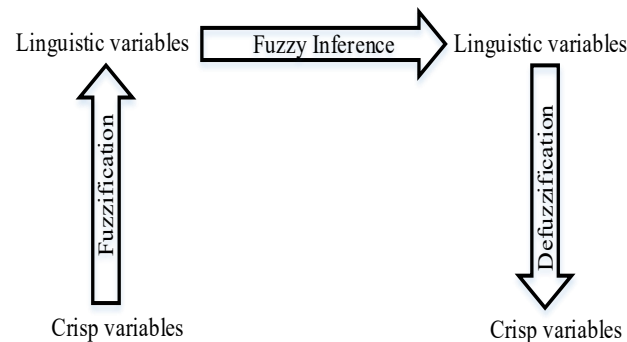 Linguistic variables
Fuzzy Inference
Linguistic variables
Fuzzification
Defuzzification
Crisp variables
Crisp variables